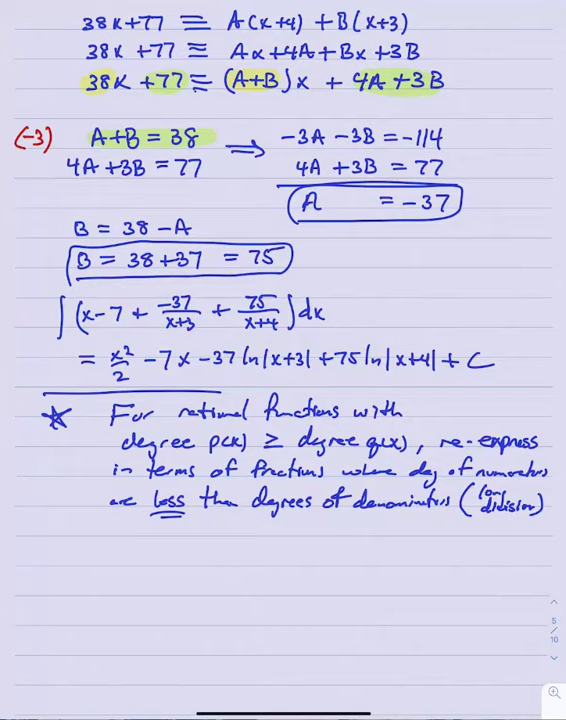 38x+77 ≡ A(x+4) + B(x+3)
38x+77 ≡ Ax+4A+Bx+3B
38x+77 ≡ (A+B)x + 4A+3B
(-3) A+B = 38 ⟹ -3A -3B = -114
4A+3B = 77 4A +3B = 77
A = -37
B = 38 - A
B = 38 +37 = 75
∫(x-7 + -37/x+3 + 75/x+4)dx
= x²/2 -7x -37 ln|x+3| +75 ln|x+4| + C
☆ For rational functions with
degree p(x) ≥ degree q(x), re-express
in terms of fractions where deg of numerators
are less than degrees of denominators (long division)
5
/
10